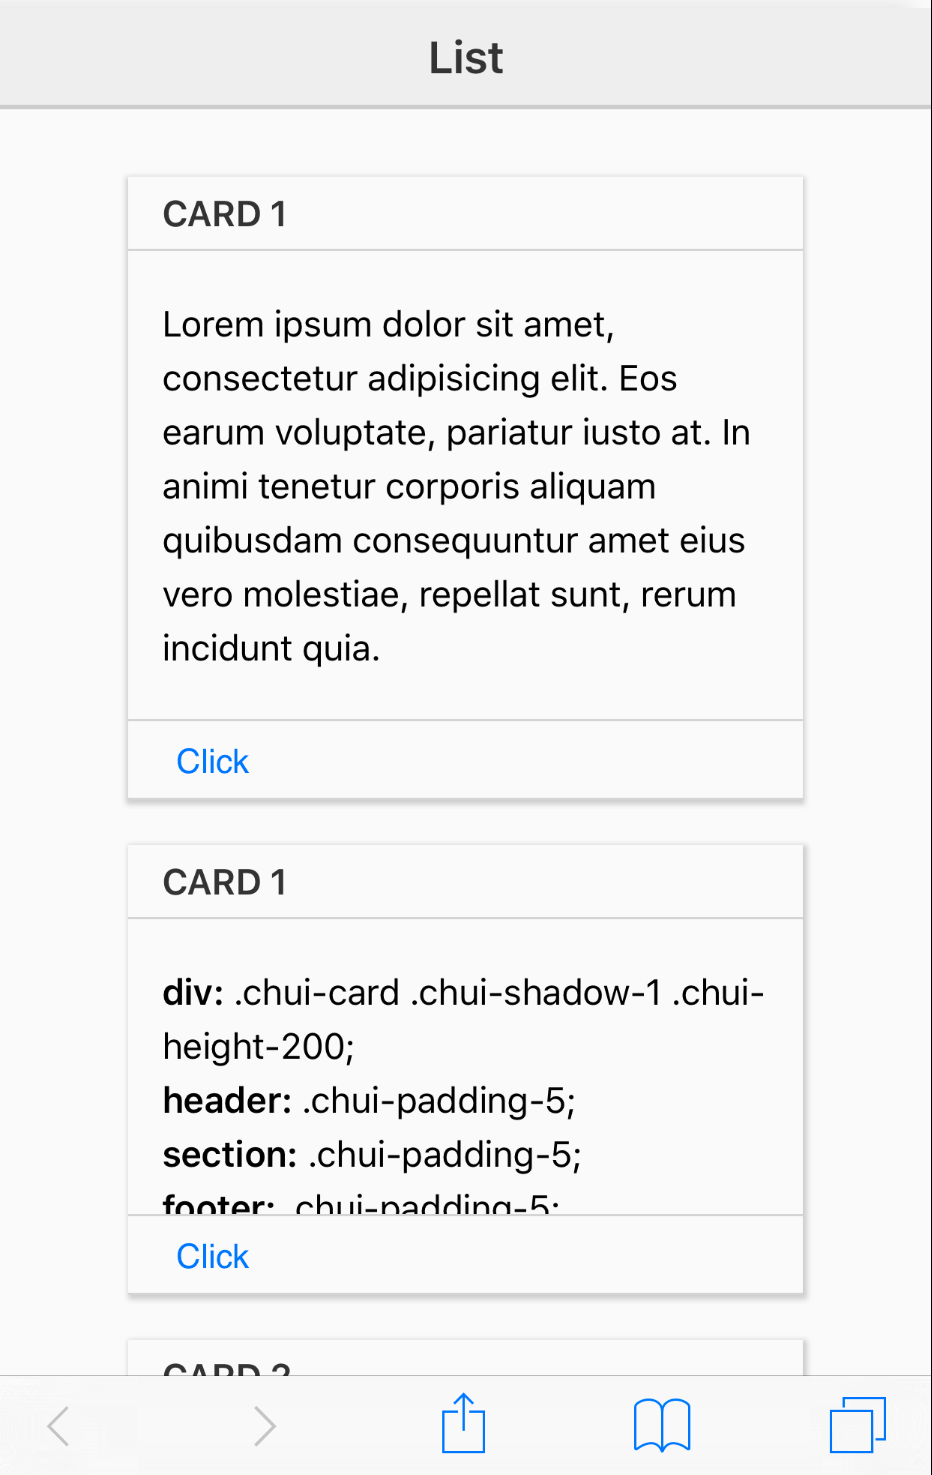 List
CARD 1
Lorem ipsum dolor sit amet,
consectetur adipisicing elit. Eos
earum voluptate, pariatur iusto at. In
animi tenetur corporis aliquam
quibusdam consequuntur amet eius
vero molestiae, repellat sunt, rerum
incidunt quia.
Click
CARD 1
div: .chui-card .chui-shadow-1 .chui-
height-200;
header: .chui-padding-5;
section: .chui-padding-5;
footer: .chui-padding-5;
Click
CARD 2